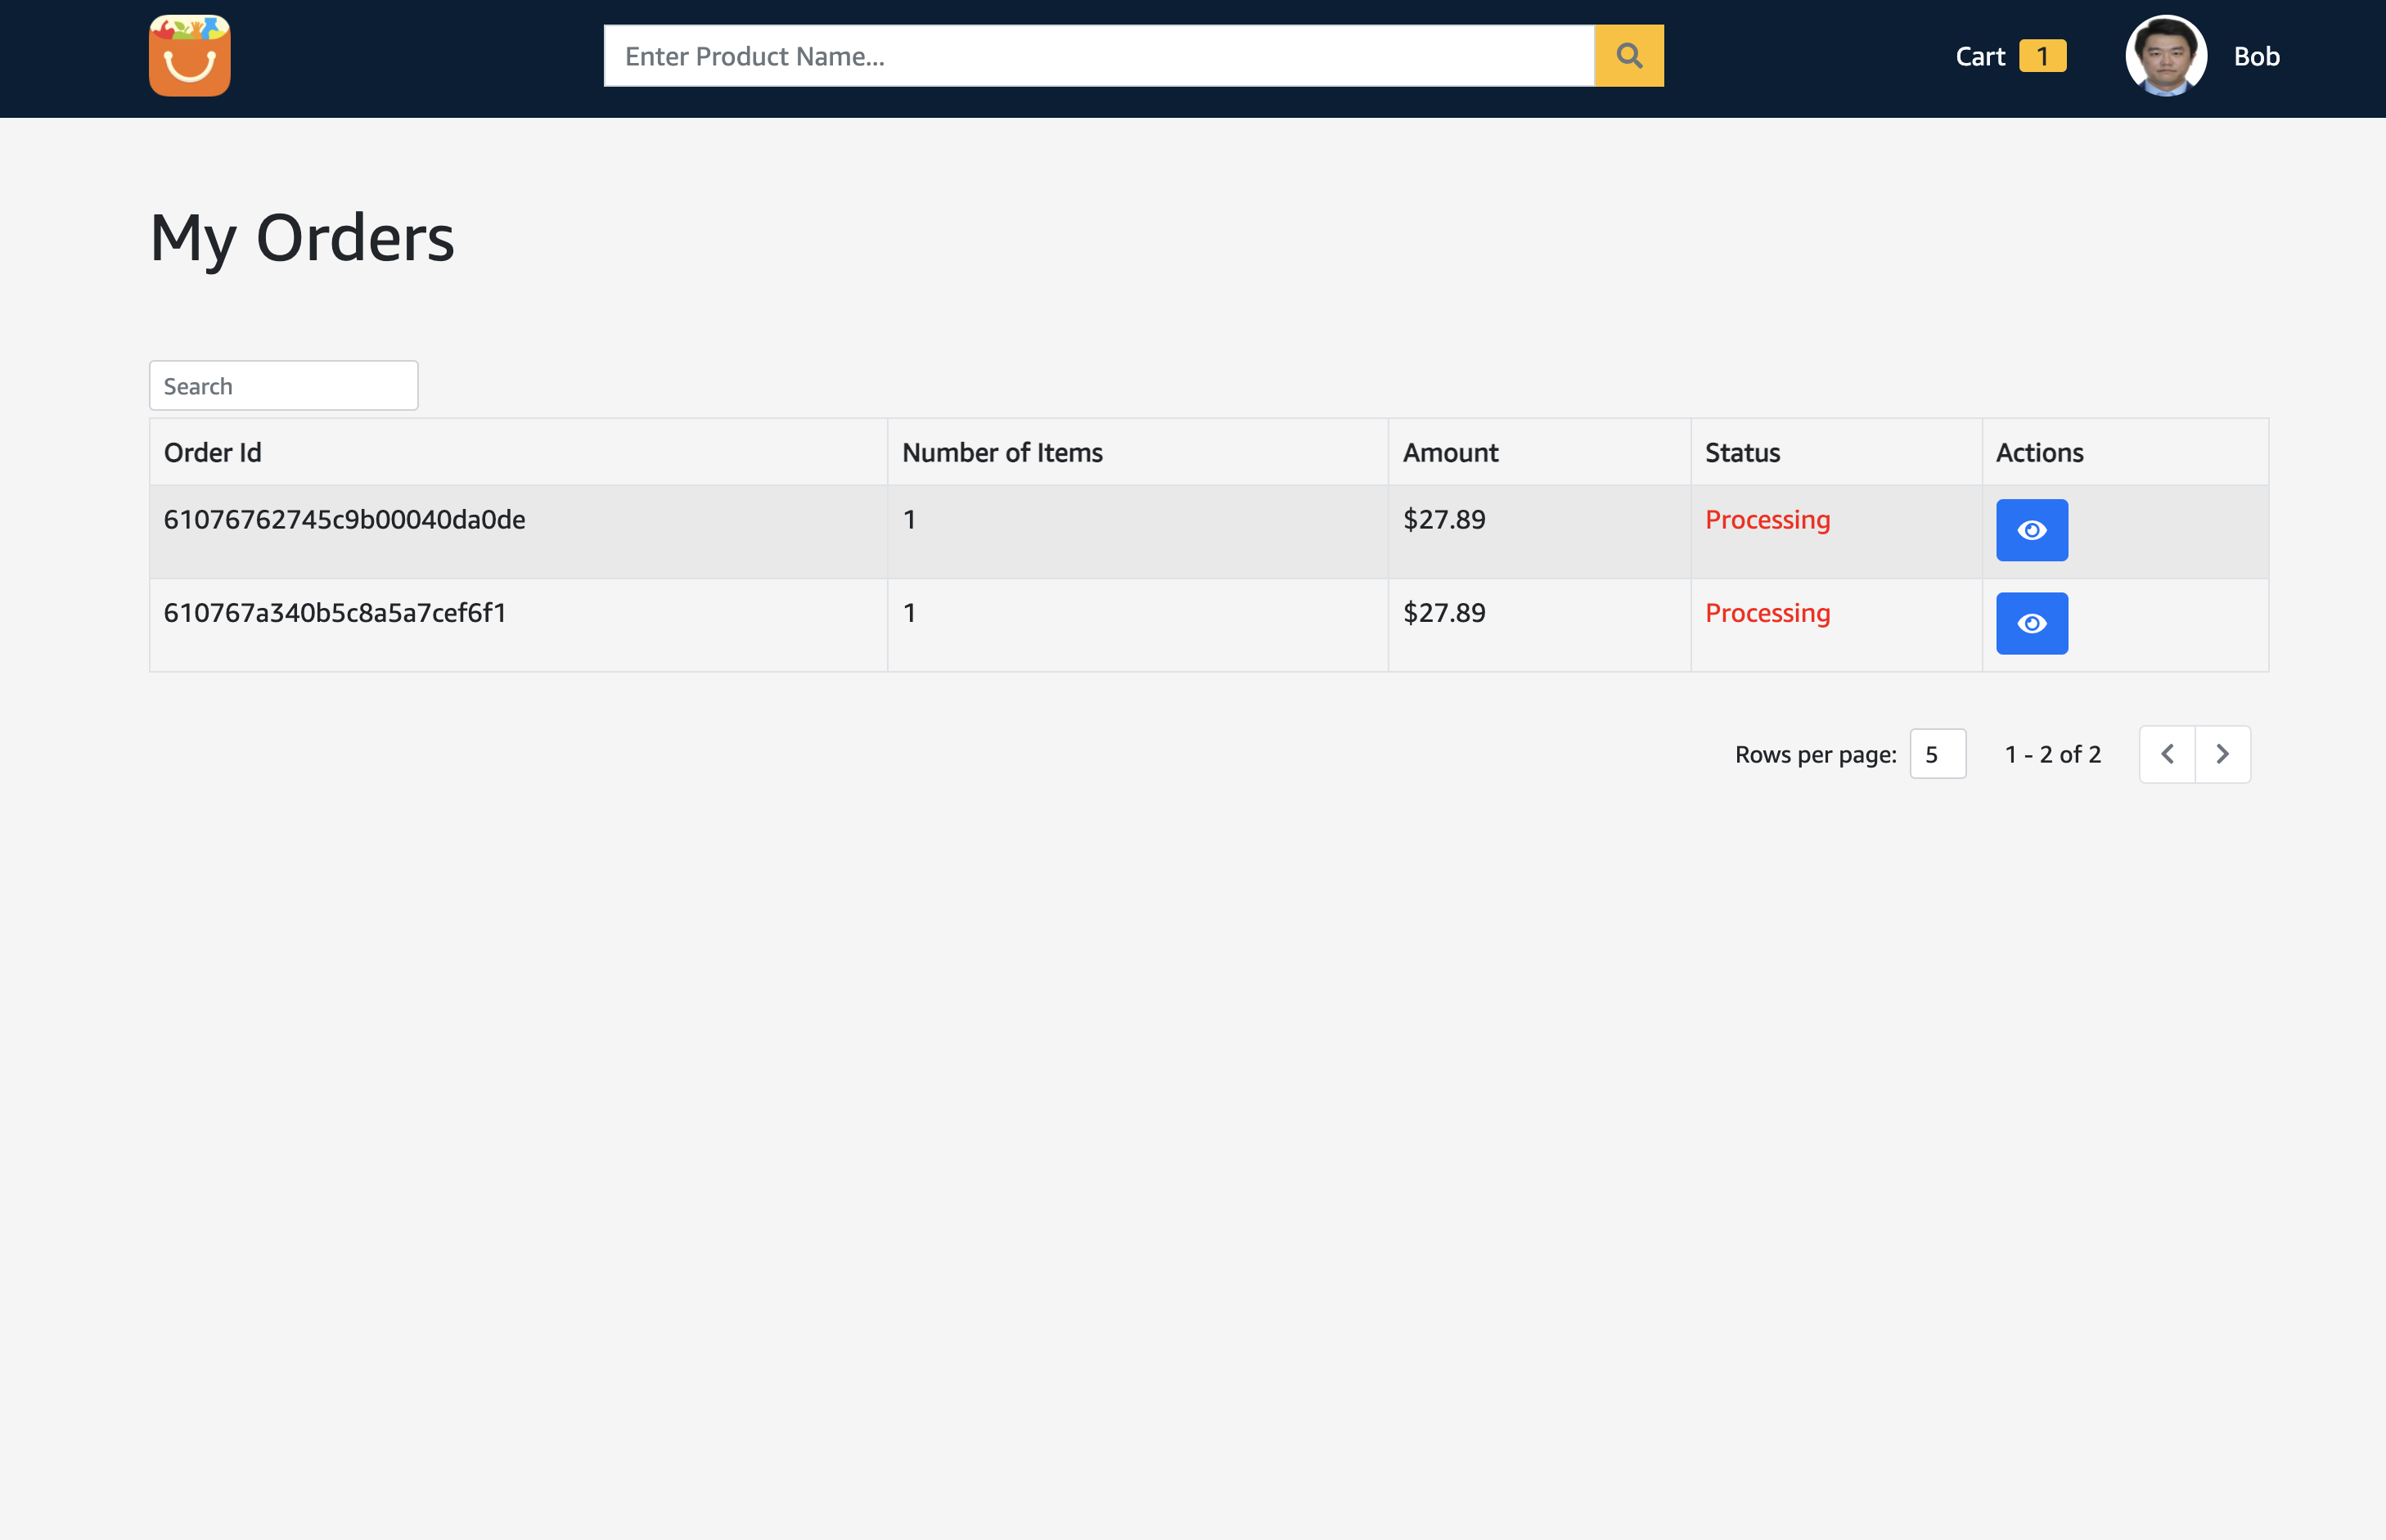 Enter Product Name...
Cart 1
Bob
My Orders
Search
Order Id Number of Items Amount Status Actions
61076762745c9b00040da0de 1 $27.89 Processing
610767a340b5c8a5a7cef6f1 1 $27.89 Processing
Rows per page: 5 1 - 2 of 2